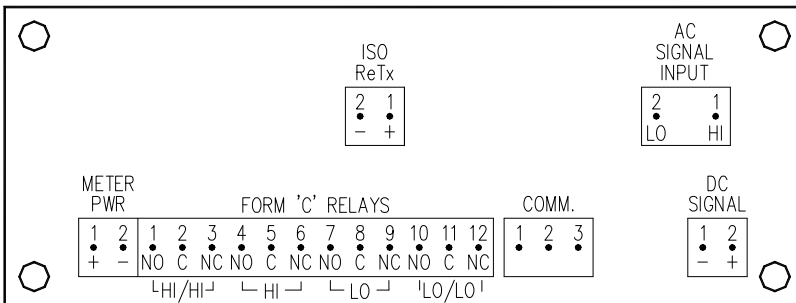 ISO
ReTx
2 1
- +
AC
SIGNAL
INPUT
2 1
LO HI
METER
PWR
1 2
+ -
FORM 'C' RELAYS
1 2 3 4 5 6 7 8 9 10 11 12
NO C NC NO C NC NO C NC NO C NC
HI/HI HI LO LO/LO
COMM.
1 2 3
DC
SIGNAL
1 2
- +